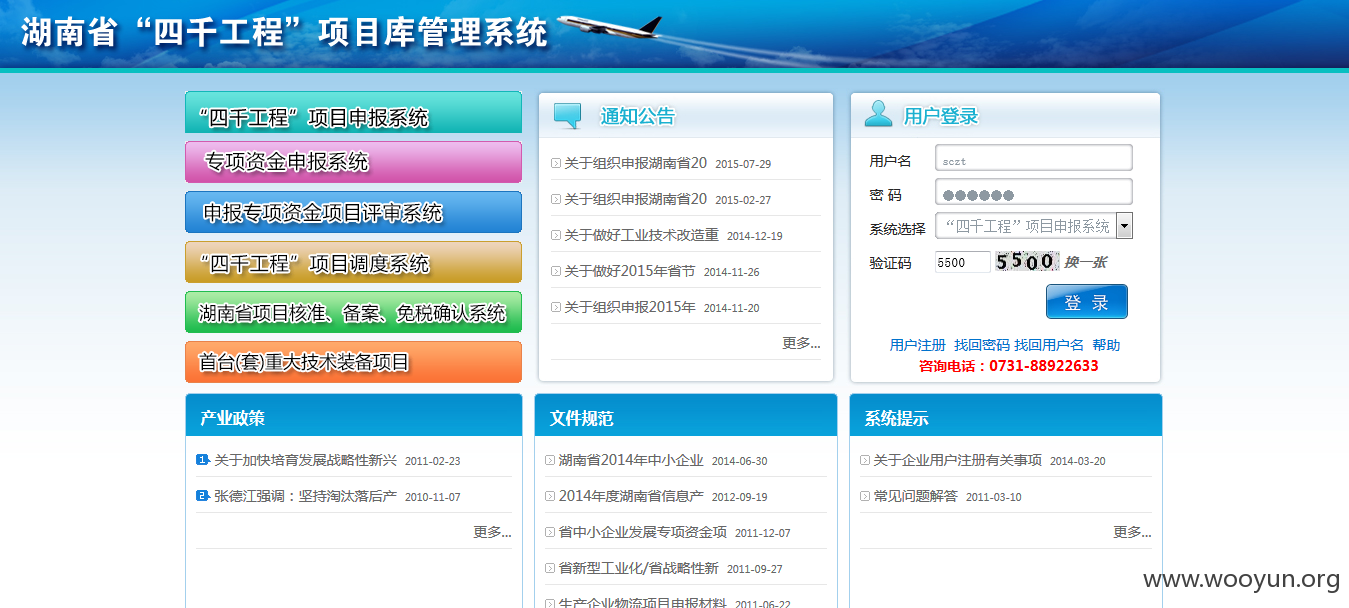 湖南省“四千工程”项目库管理系统
“四千工程”项目申报系统
专项资金申报系统
申报专项资金项目评审系统
“四千工程”项目调度系统
湖南省项目核准、备案、免税确认系统
首台(套)重大技术装备项目
通知公告
关于组织申报湖南省20 2015-07-29
关于组织申报湖南省20 2015-02-27
关于做好工业技术改造重 2014-12-19
关于做好2015年省节 2014-11-26
关于组织申报2015年 2014-11-20
更多...
用户登录
用户名 sczt
密 码
系统选择 “四千工程”项目申报系统
验证码 5500 5500 换一张
登 录
用户注册 找回密码 找回用户名 帮助
咨询电话：0731-88922633
产业政策
1 关于加快培育发展战略性新兴 2011-02-23
2 张德江强调：坚持淘汰落后产 2010-11-07
更多...
文件规范
湖南省2014年中小企业 2014-06-30
2014年度湖南省信息产 2012-09-19
省中小企业发展专项资金项 2011-12-07
省新型工业化/省战略性新 2011-09-27
生产企业物流项目申报材料 2011-06-22
系统提示
关于企业用户注册有关事项 2014-03-20
常见问题解答 2011-03-10
更多...
www.wooyun.org